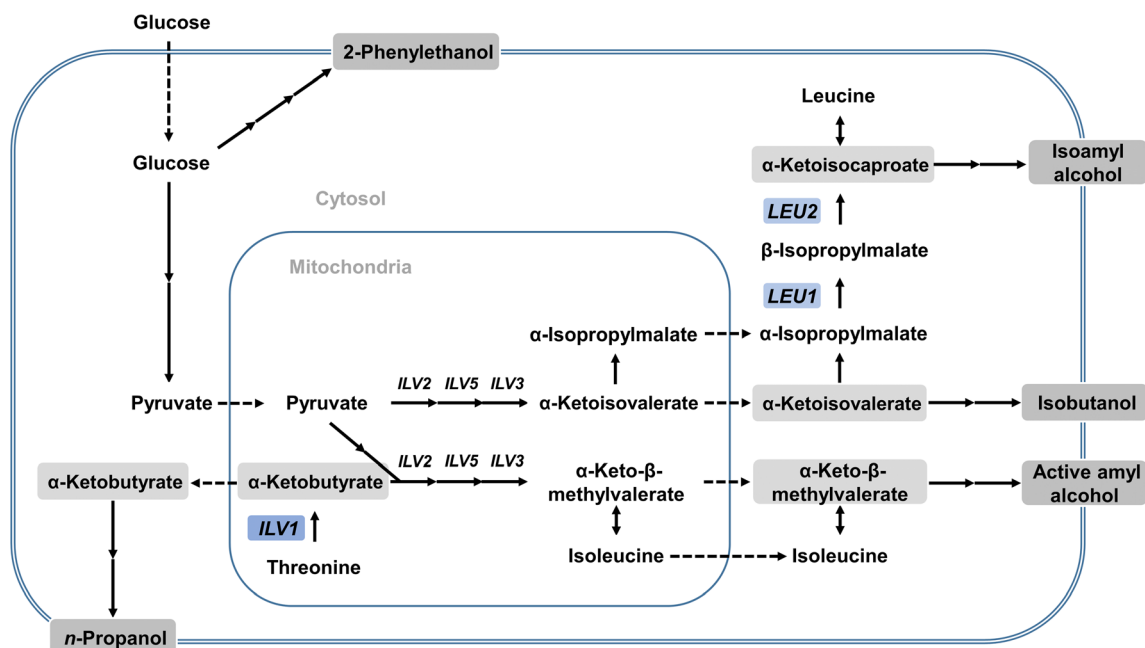 Glucose
2-Phenylethanol
Leucine
Glucose
α-Ketoisocaproate
Isoamyl
alcohol
Cytosol
LEU2
β-Isopropylmalate
Mitochondria
LEU1
α-Isopropylmalate
α-Isopropylmalate
Pyruvate
Pyruvate
ILV2
ILV5
ILV3
α-Ketoisovalerate
α-Ketoisovalerate
Isobutanol
α-Ketobutyrate
α-Ketobutyrate
ILV2
ILV5
ILV3
α-Keto-β-
methylvalerate
α-Keto-β-
methylvalerate
Active amyl
alcohol
ILV1
Threonine
Isoleucine
Isoleucine
n-Propanol